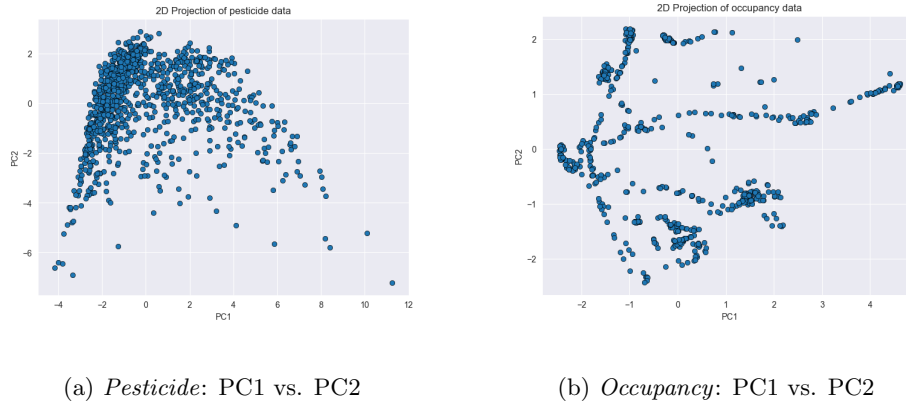 2D Projection of pesticide data
2
0
−2
−4
−6
PC2
−4 −2 0 2 4 6 8 10 12
PC1
(a) Pesticide: PC1 vs. PC2
2D Projection of occupancy data
2
1
0
−1
−2
PC2
−2 −1 0 1 2 3 4
PC1
(b) Occupancy: PC1 vs. PC2